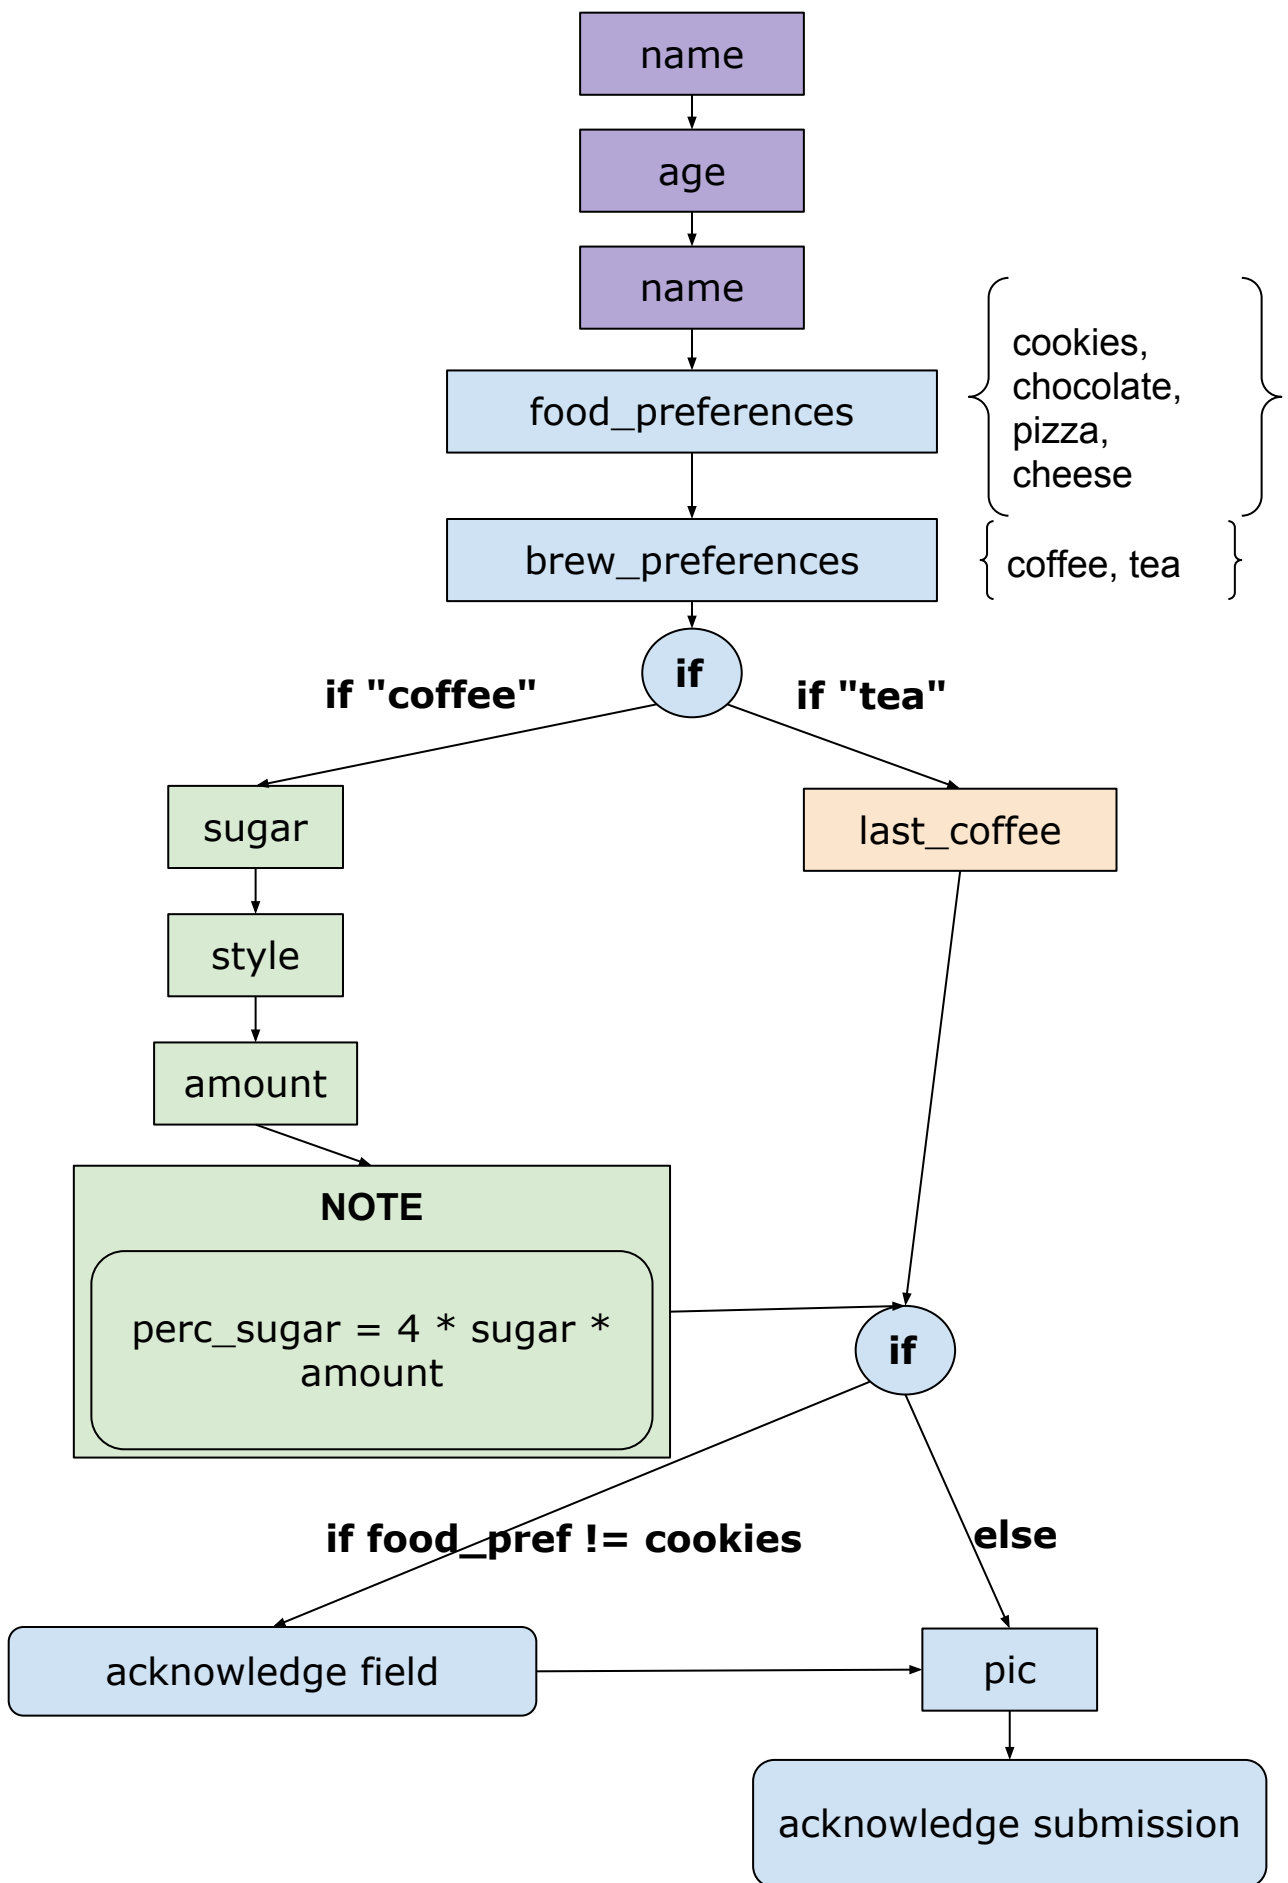 name
age
name
food_preferences
cookies,
chocolate,
pizza,
cheese
brew_preferences
coffee, tea
if
if "coffee"
if "tea"
sugar
last_coffee
style
amount
NOTE
perc_sugar = 4 * sugar *
amount
if
if food_pref != cookies
else
acknowledge field
pic
acknowledge submission